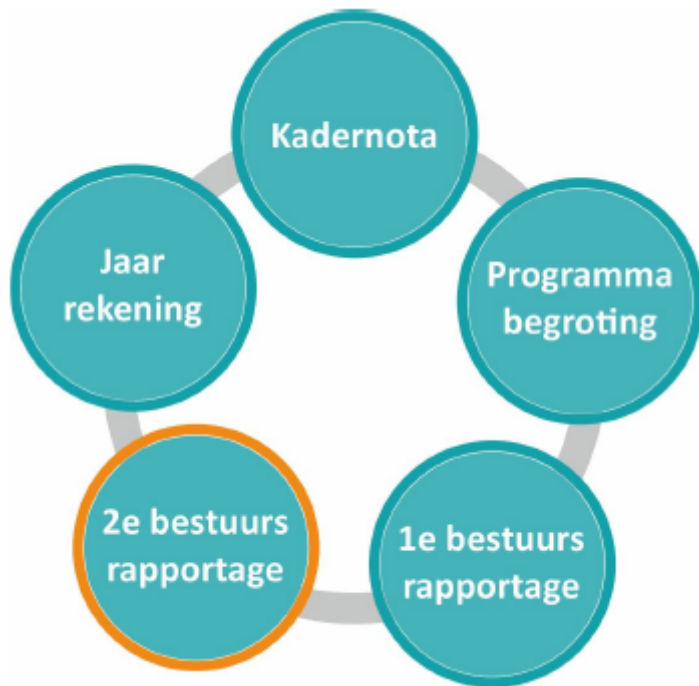 Kadernota
Programma
begroting
1e bestuurs
rapportage
2e bestuurs
rapportage
Jaar
rekening